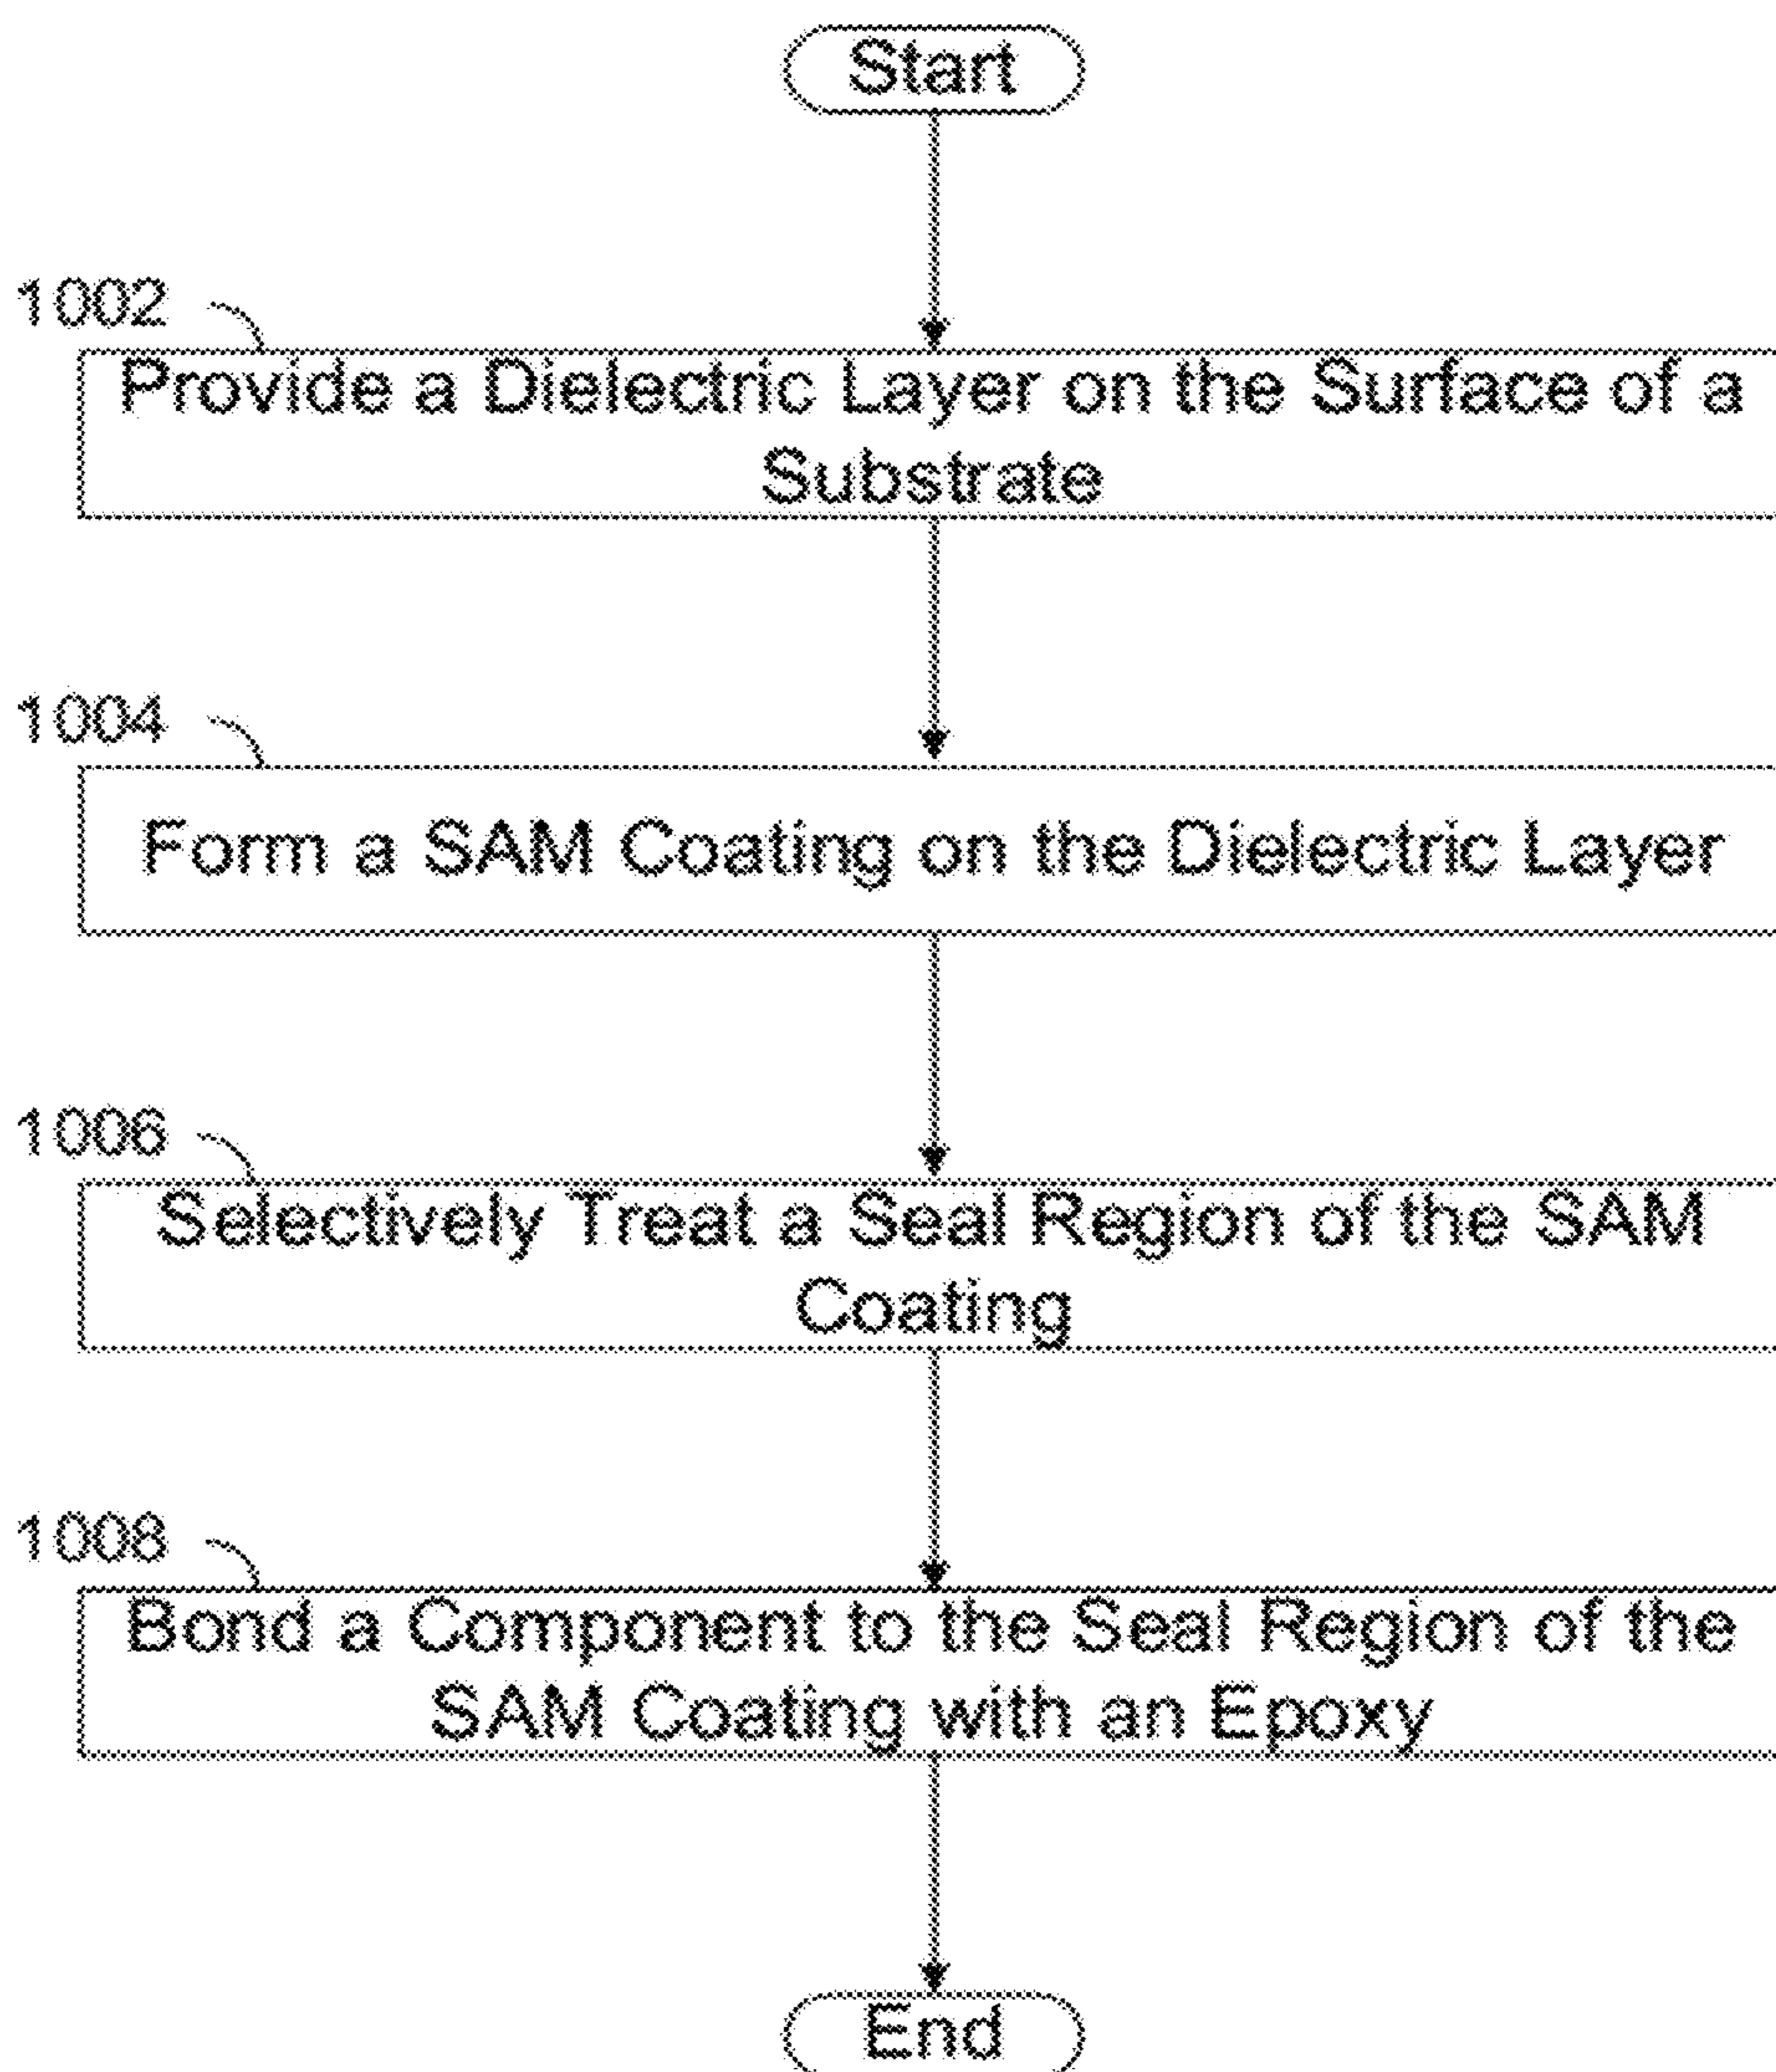 Start
1002
Provide a Dielectric Layer on the Surface of a
Substrate
1004
Form a SAM Coating on the Dielectric Layer
1006
Selectively Treat a Seal Region of the SAM
Coating
1008
Bond a Component to the Seal Region of the
SAM Coating with an Epoxy
End